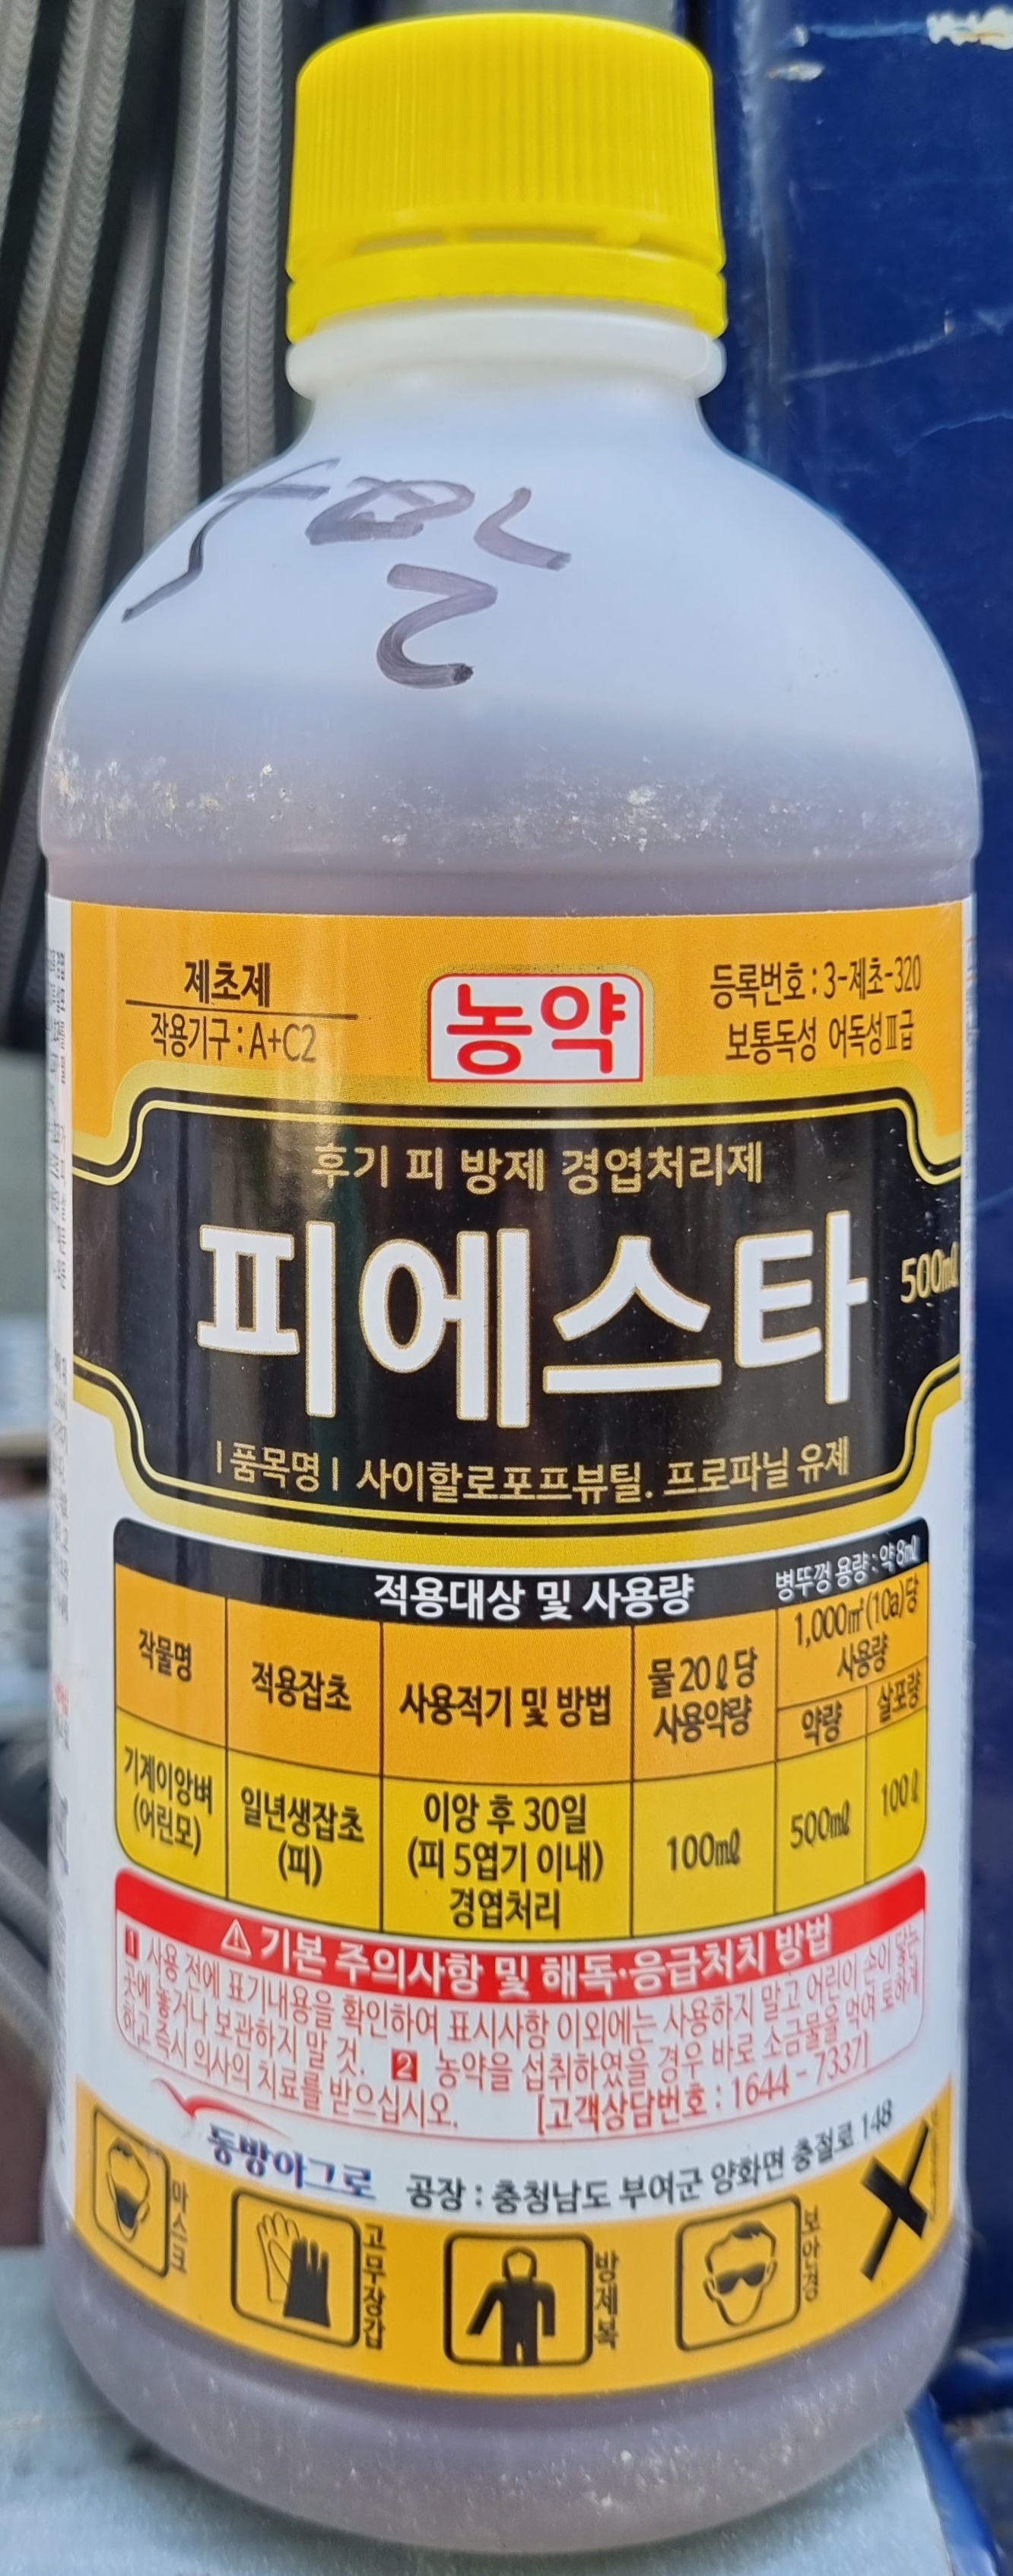 제초제
작용기구 : A+C2
농약
등록번호 : 3-제초-320
보통독성 어독성Ⅲ급
후기 피 방제 경엽처리제
피에스타
500㎖
| 품목명 | 사이할로포프뷰틸. 프로파닐 유제
적용대상 및 사용량
병뚜껑 용량 : 약 8㎖
작물명
적용잡초
사용적기 및 방법
물 20ℓ당
사용약량
1,000㎡(10a)당
사용량
약량
살포량
기계이앙벼
(어린모)
일년생잡초
(피)
이앙 후 30일
(피 5엽기 이내)
경엽처리
100㎖
500㎖
100ℓ
⚠ 기본 주의사항 및 해독·응급처치 방법
1 사용 전에 표기내용을 확인하여 표시사항 이외에는 사용하지 말고 어린이 손이 닿는
곳에 놓거나 보관하지 말 것. 2 농약을 섭취하였을 경우 바로 소금물을 먹여 토하게
하고 즉시 의사의 치료를 받으십시오. [고객상담번호 : 1644-7337]
동방아그로
공장 : 충청남도 부여군 양화면 충절로 148
마스크
고무장갑
방제복
보안경